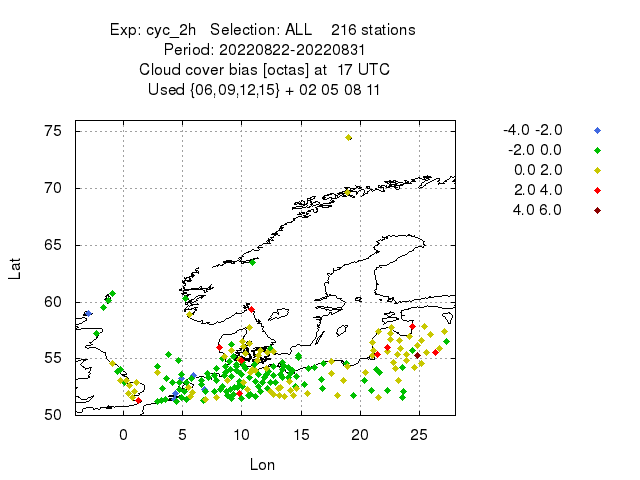 Exp: cyc_2h   Selection: ALL    216 stations
Period: 20220822-20220831
Cloud cover bias [octas] at  17 UTC
Used {06,09,12,15} + 02 05 08 11
-4.0 -2.0
-2.0 0.0
0.0 2.0
2.0 4.0
4.0 6.0
75
70
65
60
55
50
Lat
0 5 10 15 20 25
Lon